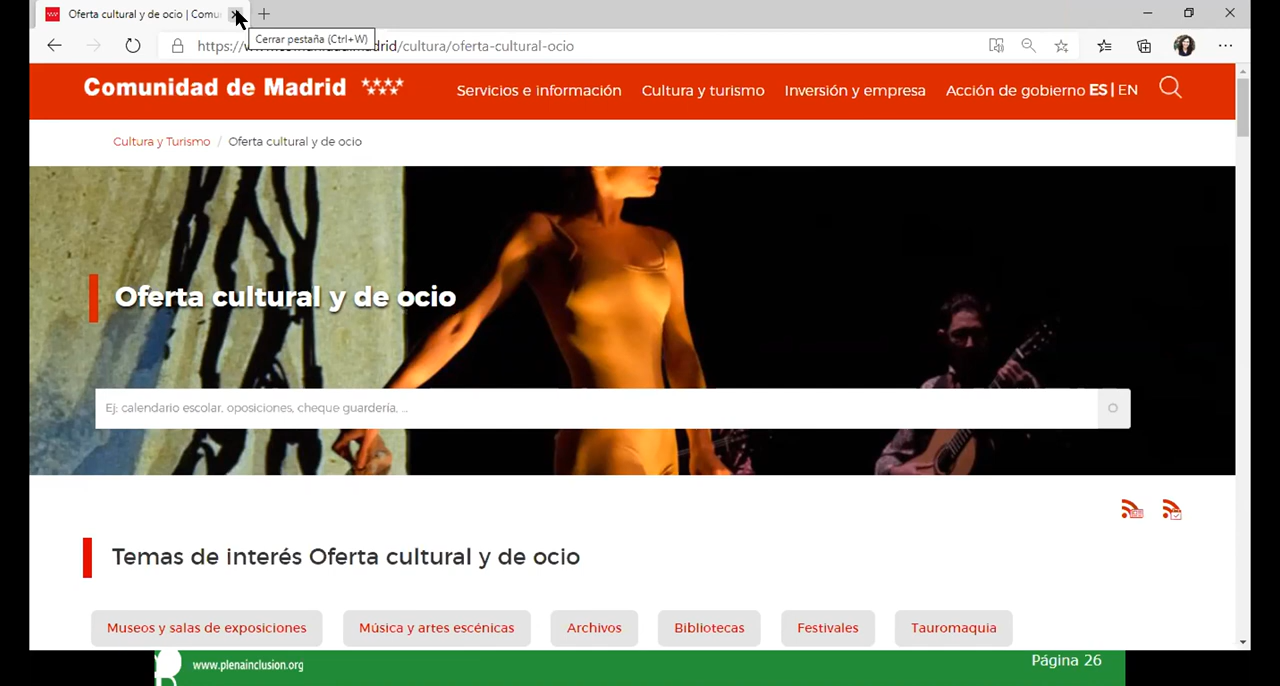 Oferta cultural y de ocio | Comu
Cerrar pestaña (Ctrl+W)
https://www.comunidad.madrid/cultura/oferta-cultural-ocio
Comunidad de Madrid
Servicios e información
Cultura y turismo
Inversión y empresa
Acción de gobierno
ES | EN
Cultura y Turismo / Oferta cultural y de ocio
Oferta cultural y de ocio
Ej: calendario escolar, oposiciones, cheque guardería, ...
Temas de interés Oferta cultural y de ocio
Museos y salas de exposiciones
Música y artes escénicas
Archivos
Bibliotecas
Festivales
Tauromaquia
www.plenainclusion.org
Página 26